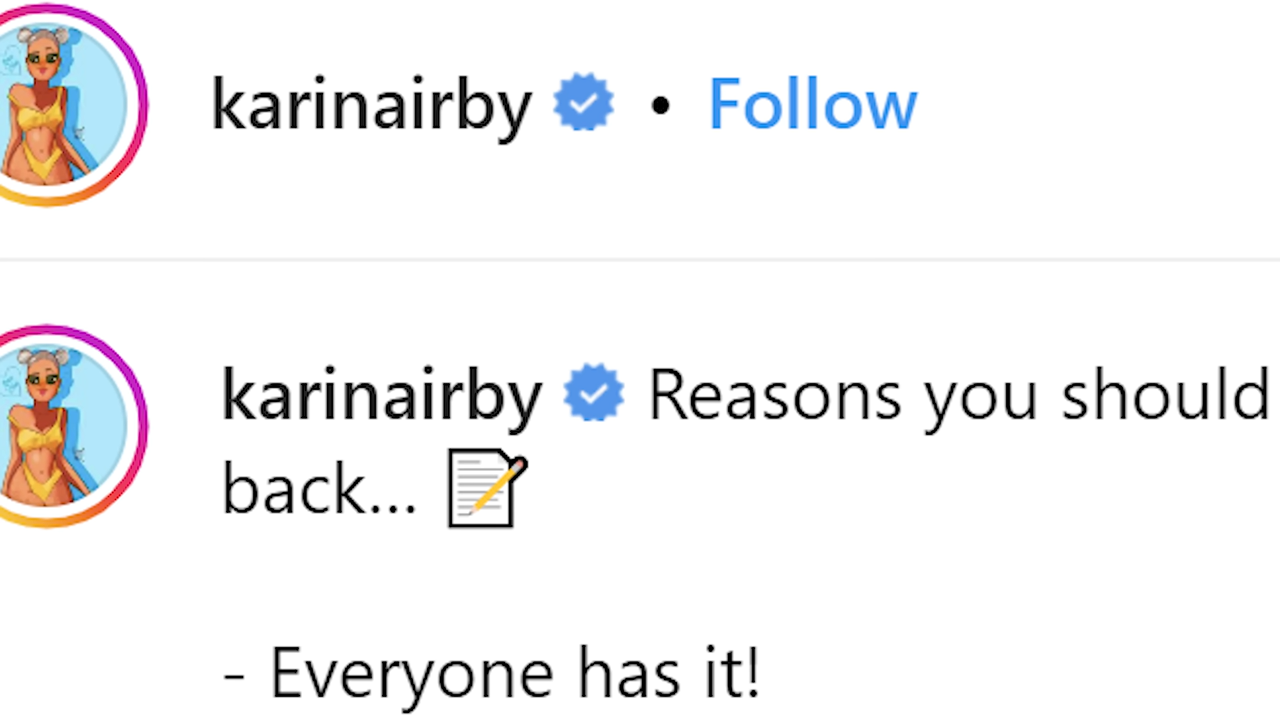 karinairby • Follow
karinairby Reasons you should
back... 📝
- Everyone has it!